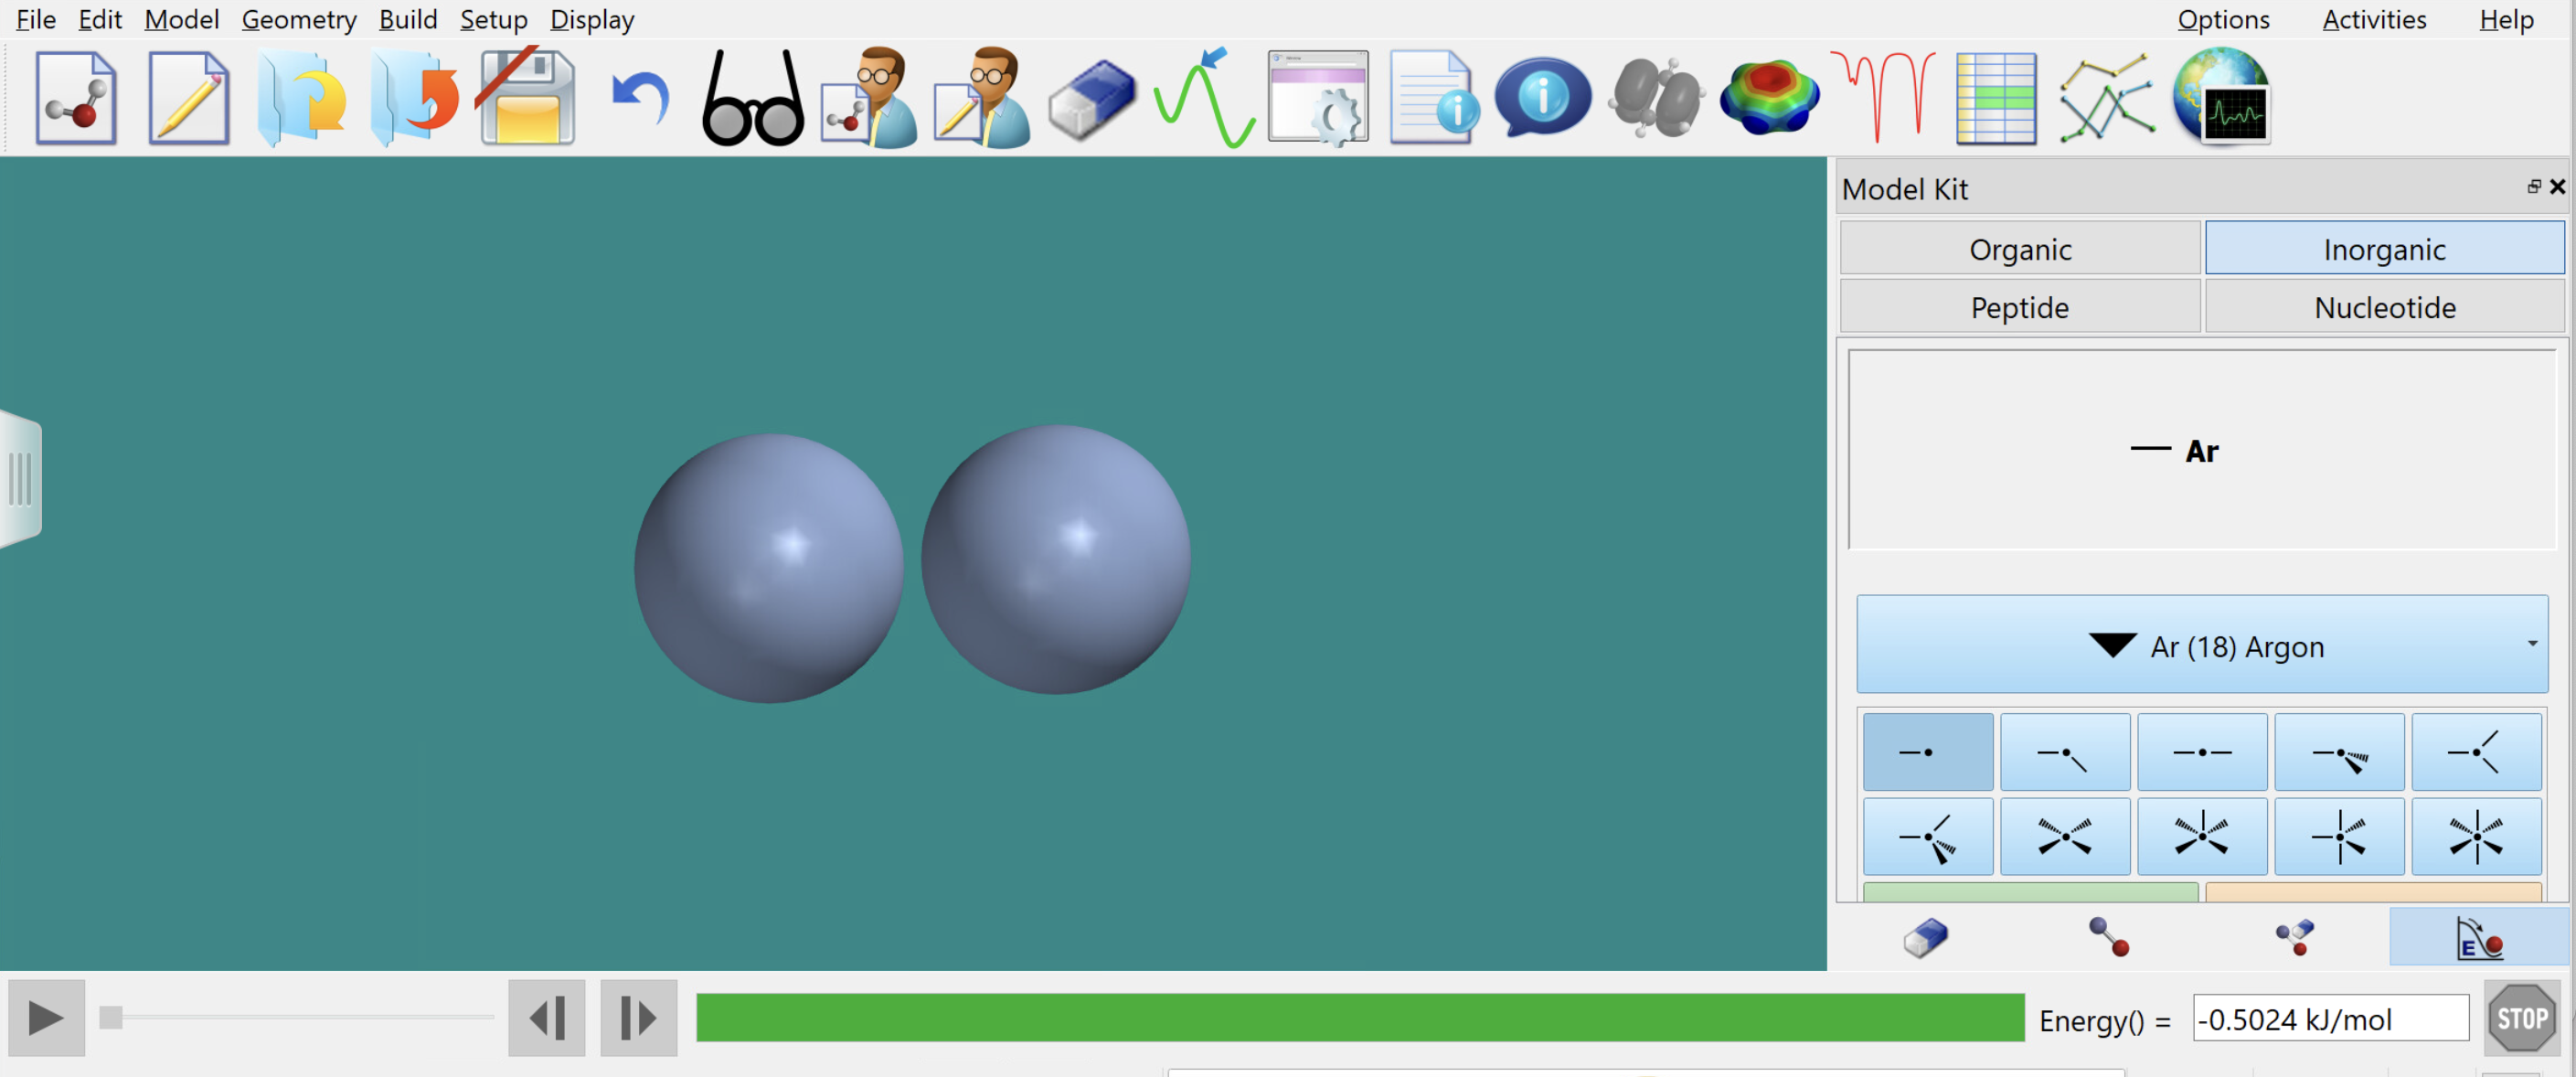 File Edit Model Geometry Build Setup Display Options Activities Help
Model Kit
Organic Inorganic
Peptide Nucleotide
Ar
Ar (18) Argon
E
Energy() = -0.5024 kJ/mol STOP